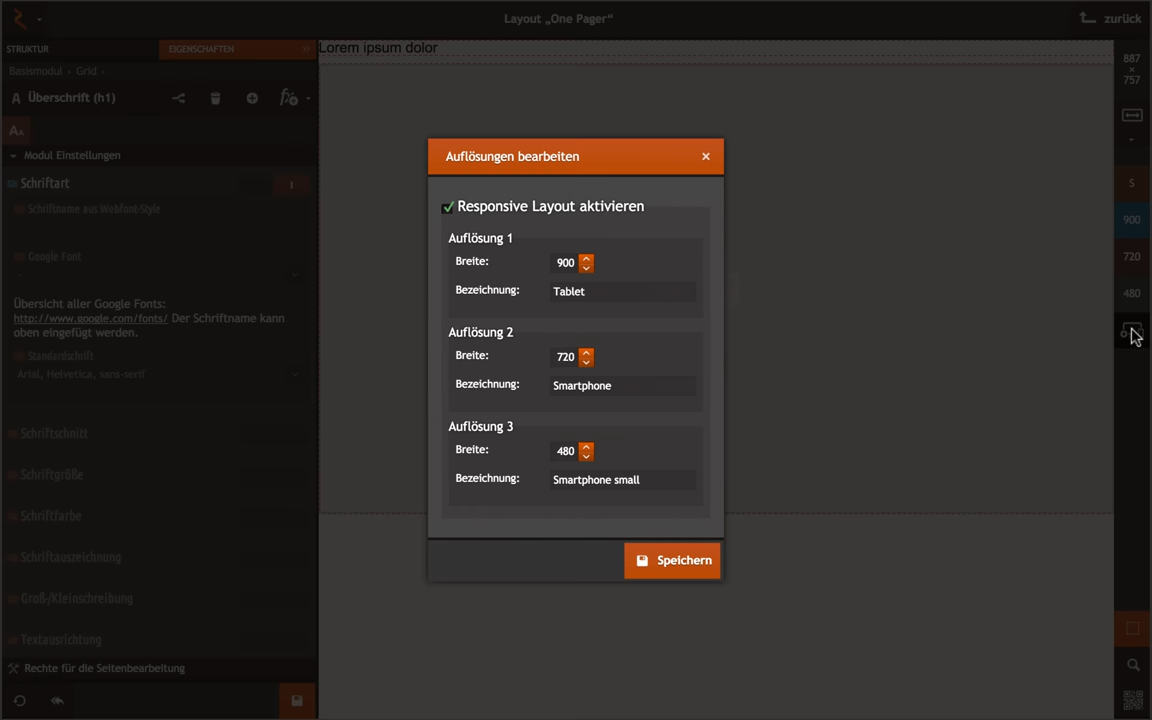 Layout „One Pager“
zurück
STRUKTUR
EIGENSCHAFTEN
Basismodul › Grid ›
A Überschrift (h1)
fx
AA
Modul Einstellungen
Schriftart
Schriftname aus Webfont-Style
Google Font
-
Übersicht aller Google Fonts:
http://www.google.com/fonts/ Der Schriftname kann
oben eingefügt werden.
Standardschrift
Arial, Helvetica, sans-serif
Schriftschnitt
Schriftgröße
Schriftfarbe
Schriftauszeichnung
Groß-/Kleinschreibung
Textausrichtung
Rechte für die Seitenbearbeitung
Lorem ipsum dolor
Auflösungen bearbeiten
×
Responsive Layout aktivieren
Auflösung 1
Breite: 900
Bezeichnung: Tablet
Auflösung 2
Breite: 720
Bezeichnung: Smartphone
Auflösung 3
Breite: 480
Bezeichnung: Smartphone small
Speichern
887
×
757
S
900
720
480